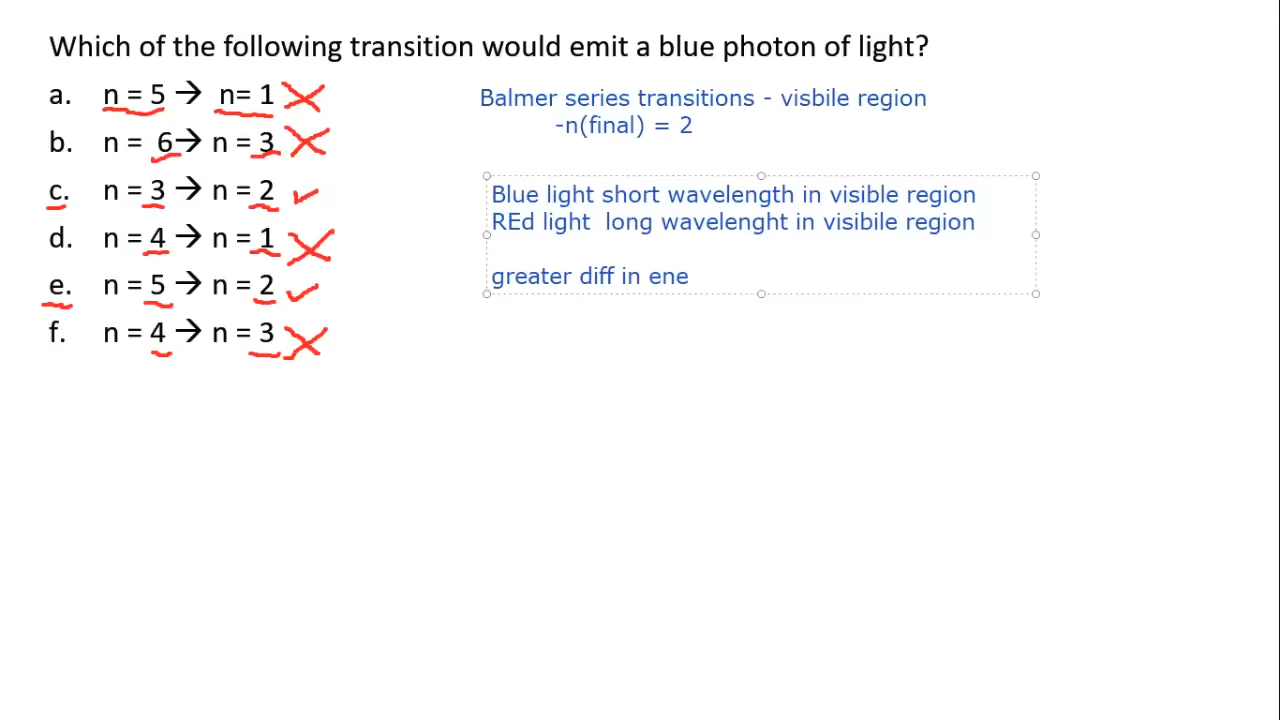 Which of the following transition would emit a blue photon of light?
a. n = 5 → n= 1
b. n = 6→ n = 3
c. n = 3 → n = 2
d. n = 4 → n = 1
e. n = 5 → n = 2
f. n = 4 → n = 3
Balmer series transitions - visbile region
-n(final) = 2
Blue light short wavelength in visible region
REd light long wavelenght in visibile region
greater diff in ene